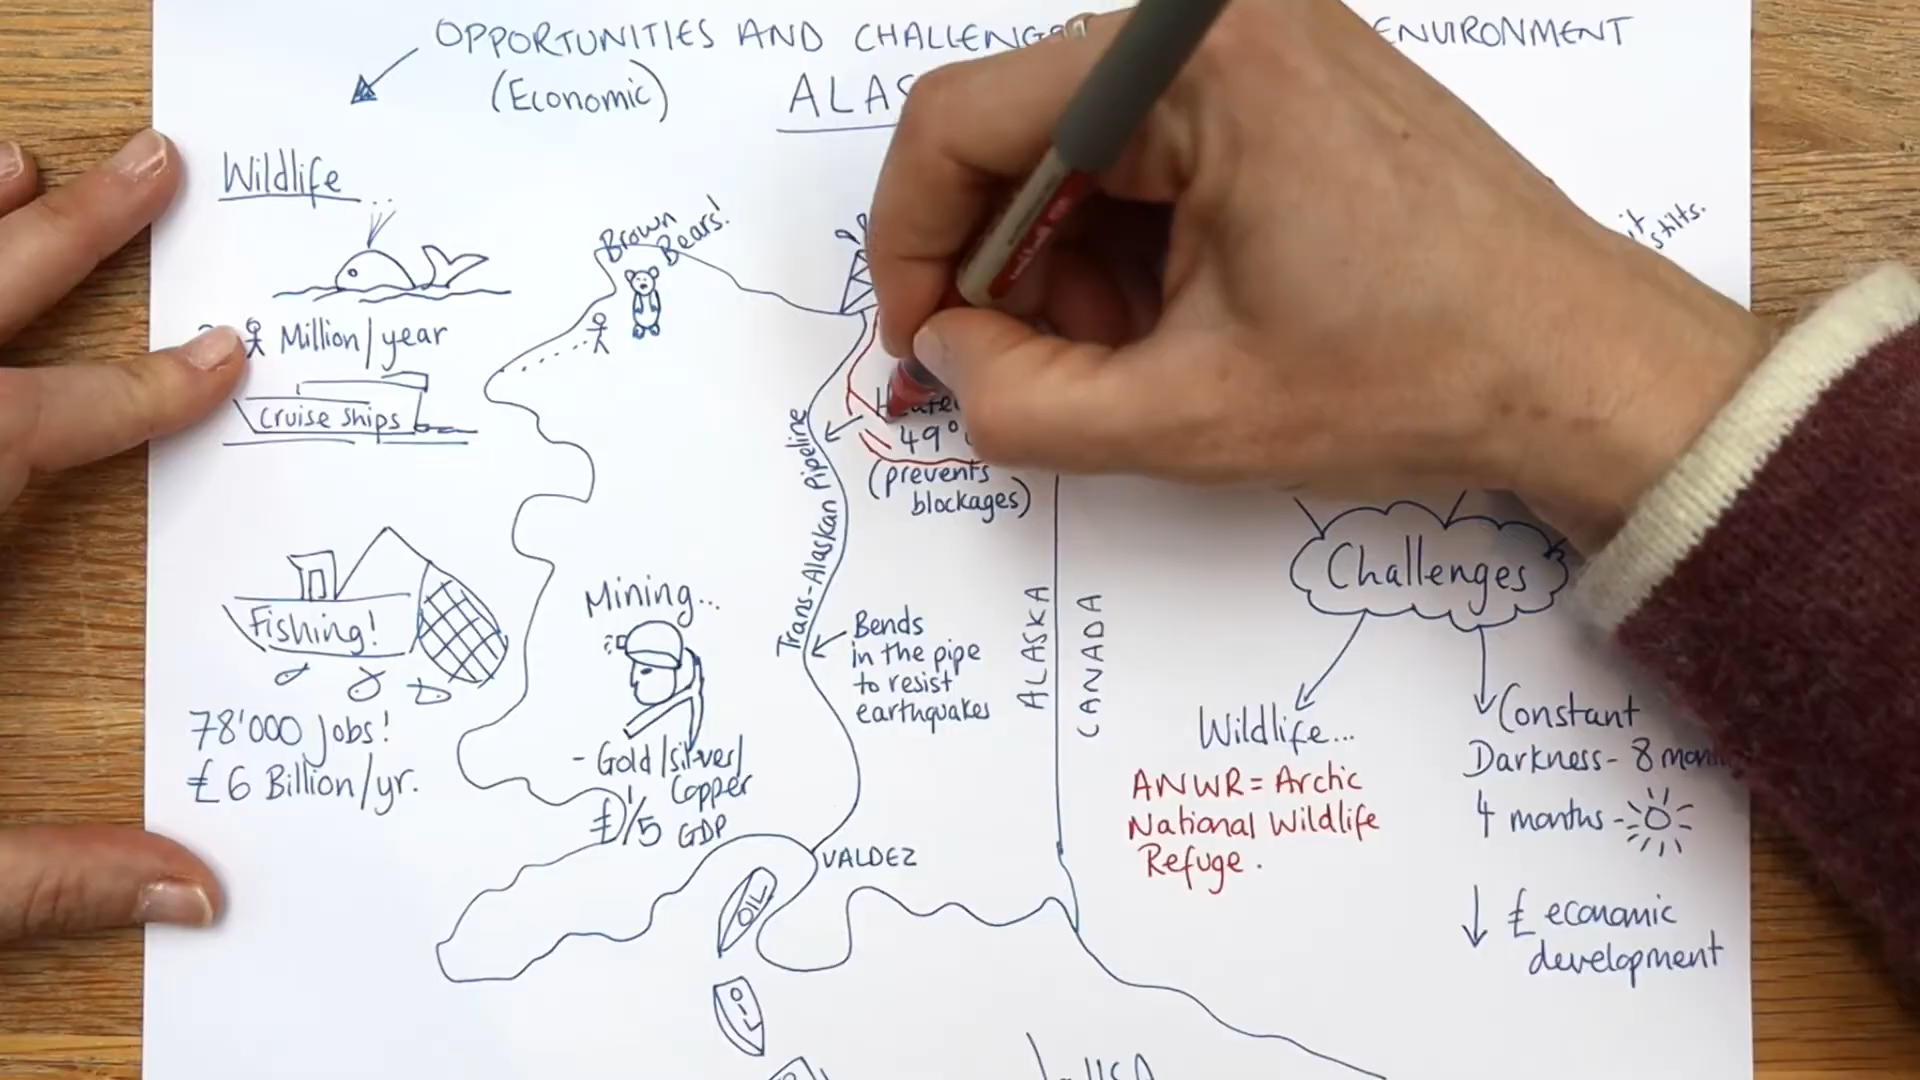 OPPORTUNITIES AND CHALLENGES
ENVIRONMENT
(Economic)
ALAS
Wildlife
Brown
Bears!
Million/year
Cruise Ships
Fishing!
78'000 jobs!
£6 Billion/yr.
Mining...
- Gold/silver/
Copper
£ 1/5 GDP
Trans-Alaskan Pipeline
49°
(prevents
blockages)
Bends
in the pipe
to resist
earthquakes
ALASKA
CANADA
VALDEZ
OIL
OIL
stilts.
Challenges
Wildlife...
ANWR = Arctic
National Wildlife
Refuge.
Constant
Darkness - 8 mon
4 months -
£ economic
development
USA